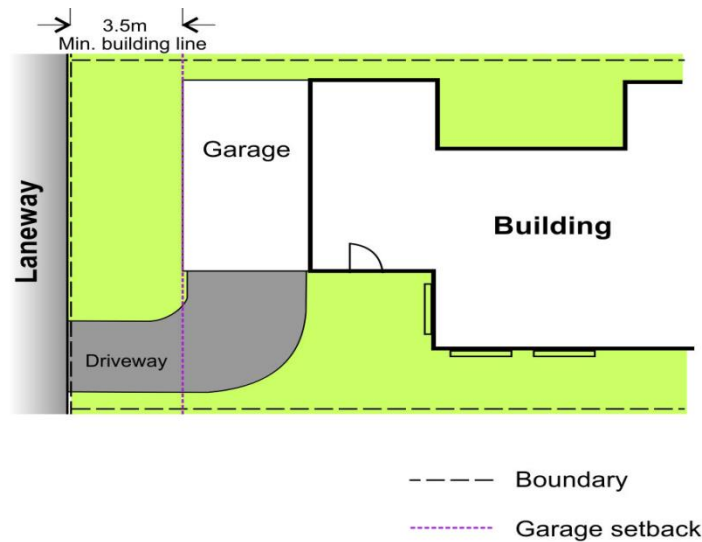 3.5m
Min. building line
Garage
Laneway
Building
Driveway
Boundary
Garage setback